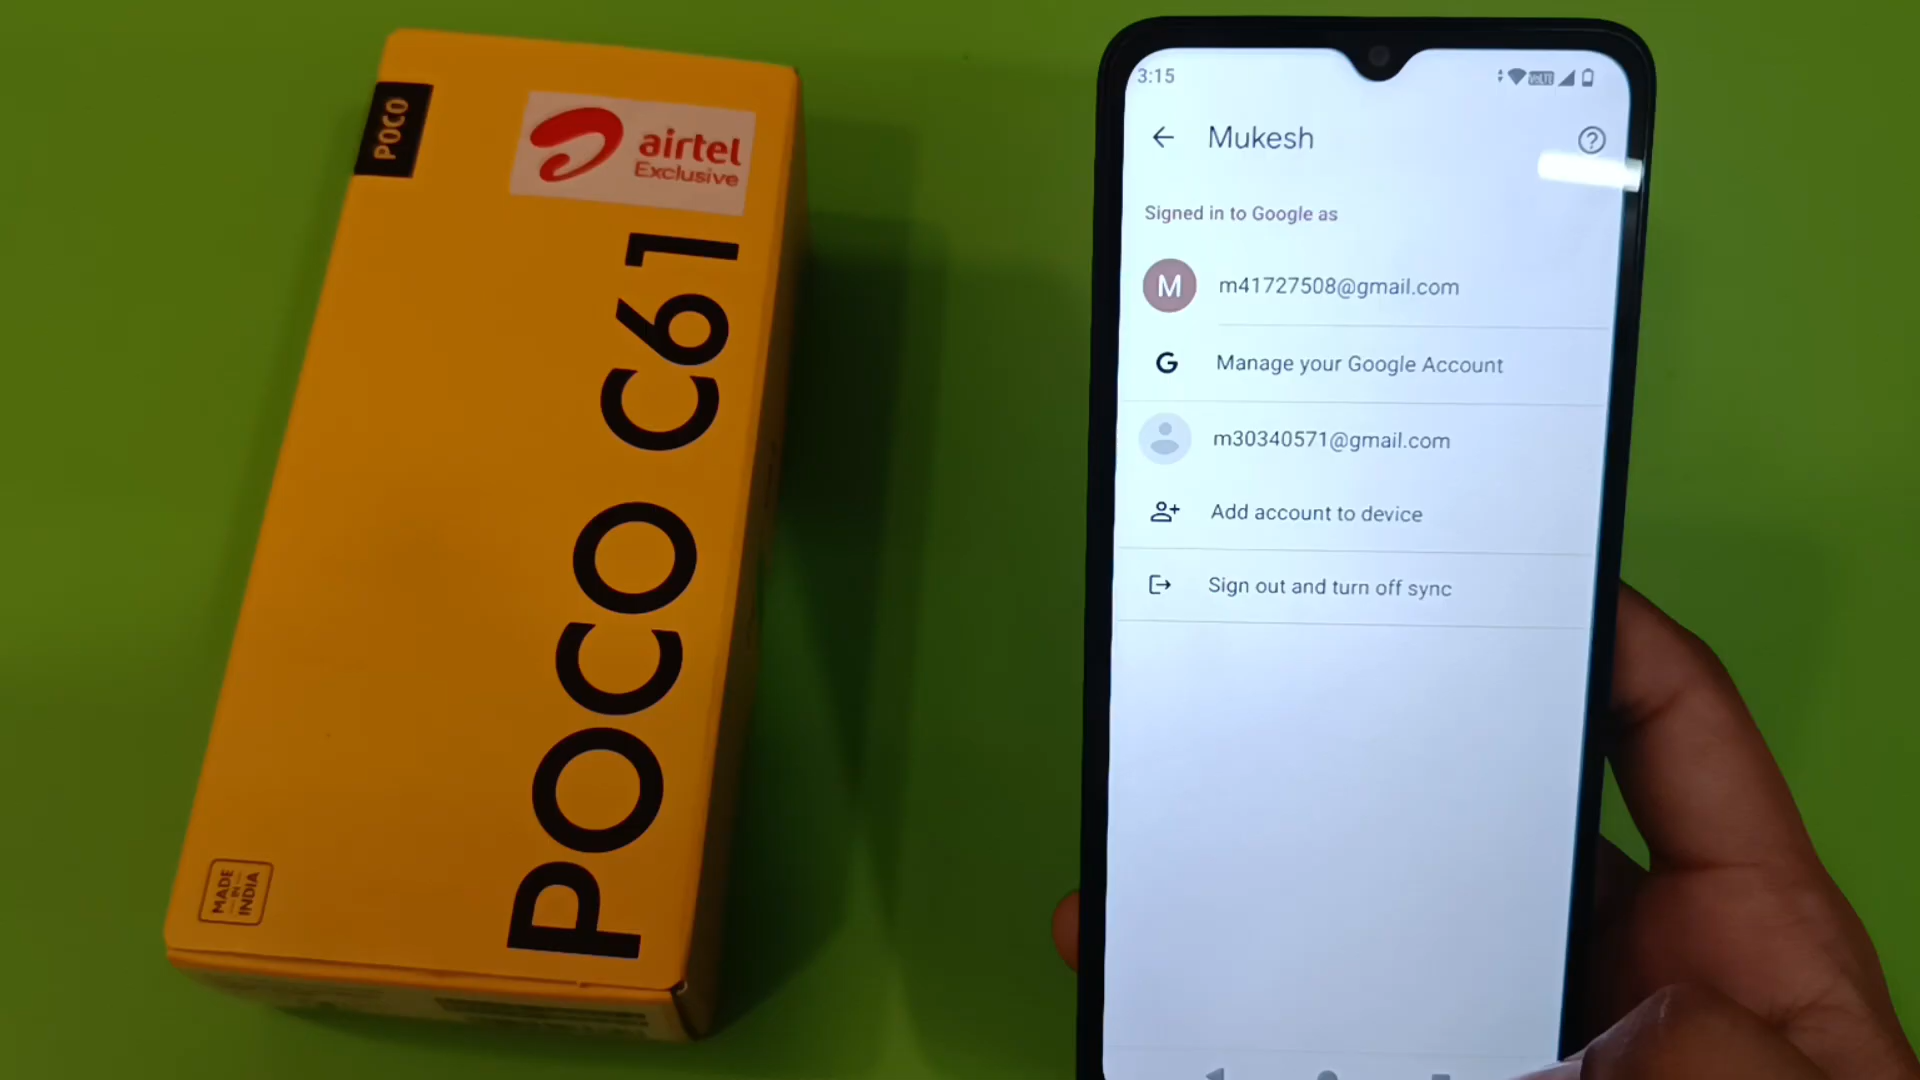 POCO
airtel
Exclusive
POCO C61
MADE
IN
INDIA
3:15
VoLTE
Mukesh
Signed in to Google as
M
m41727508@gmail.com
G
Manage your Google Account
m30340571@gmail.com
Add account to device
Sign out and turn off sync